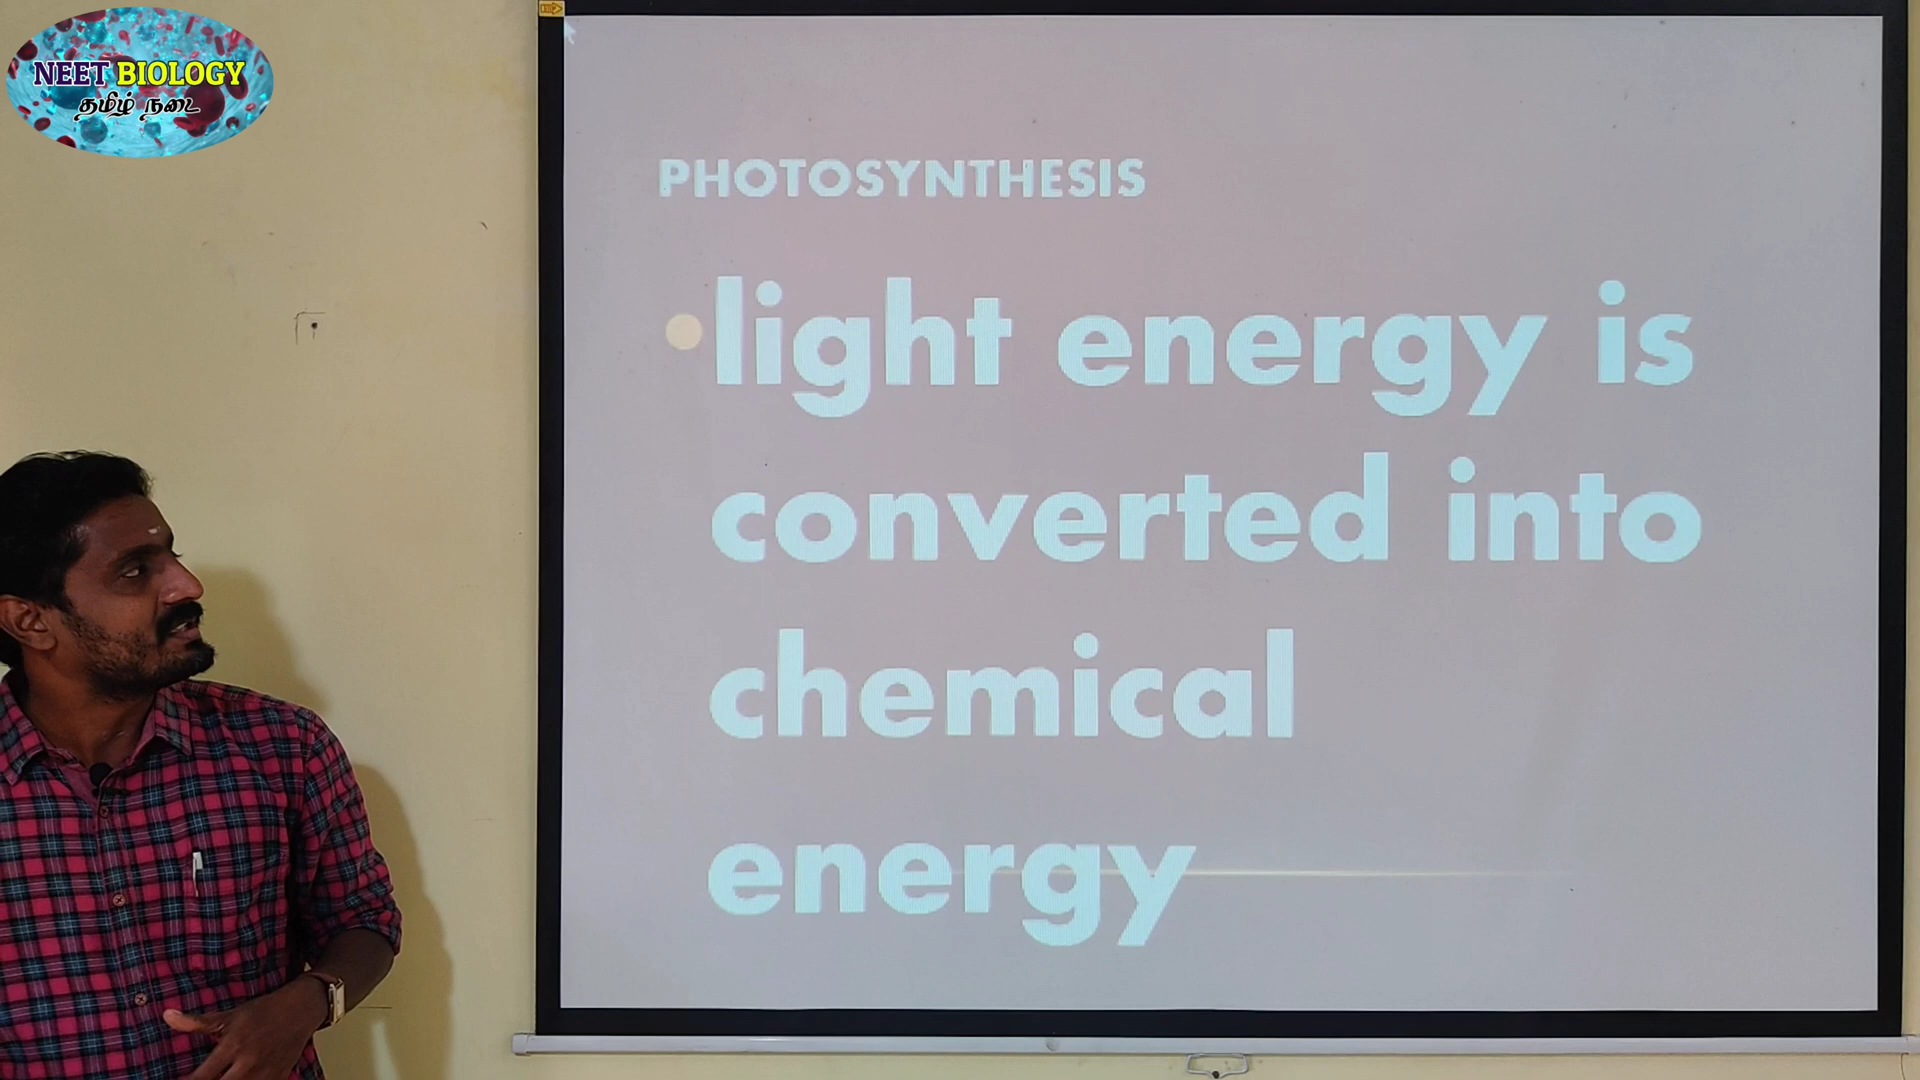 NEET BIOLOGY
தமிழ் நடை
PHOTOSYNTHESIS
light energy is
converted into
chemical
energy